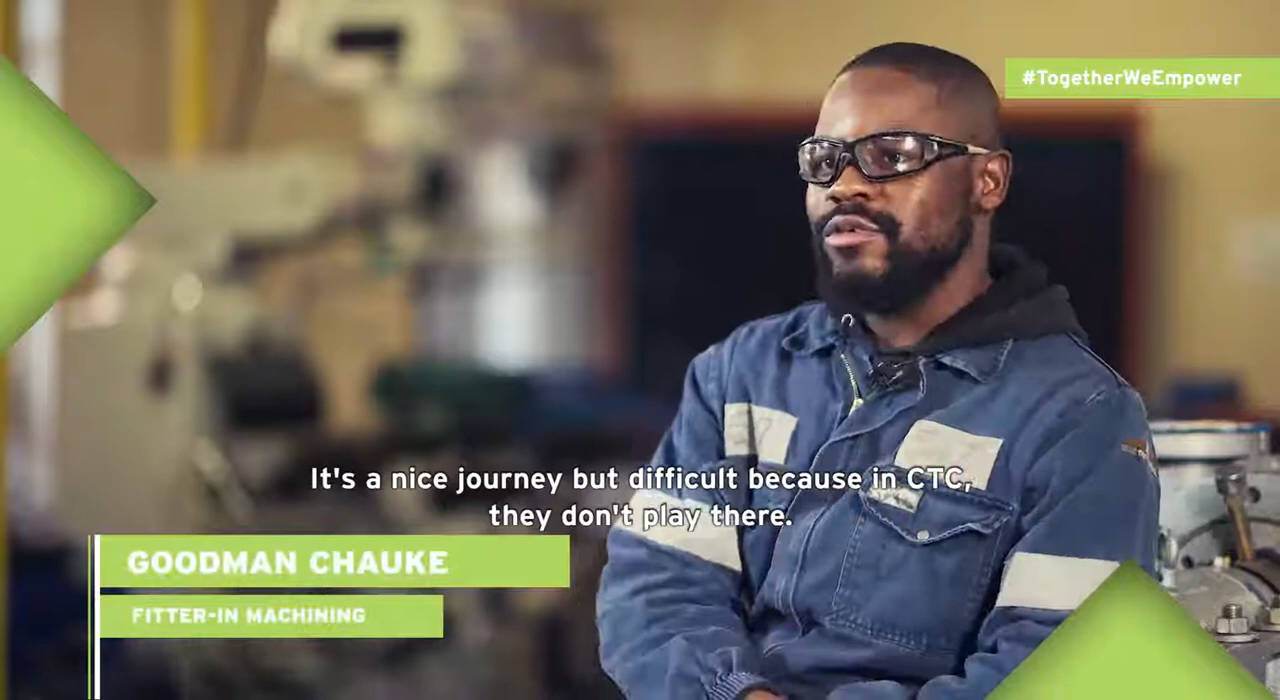 #TogetherWeEmpower
It's a nice journey but difficult because in CTC,
they don't play there.
GOODMAN CHAUKE
FITTER-IN MACHINING